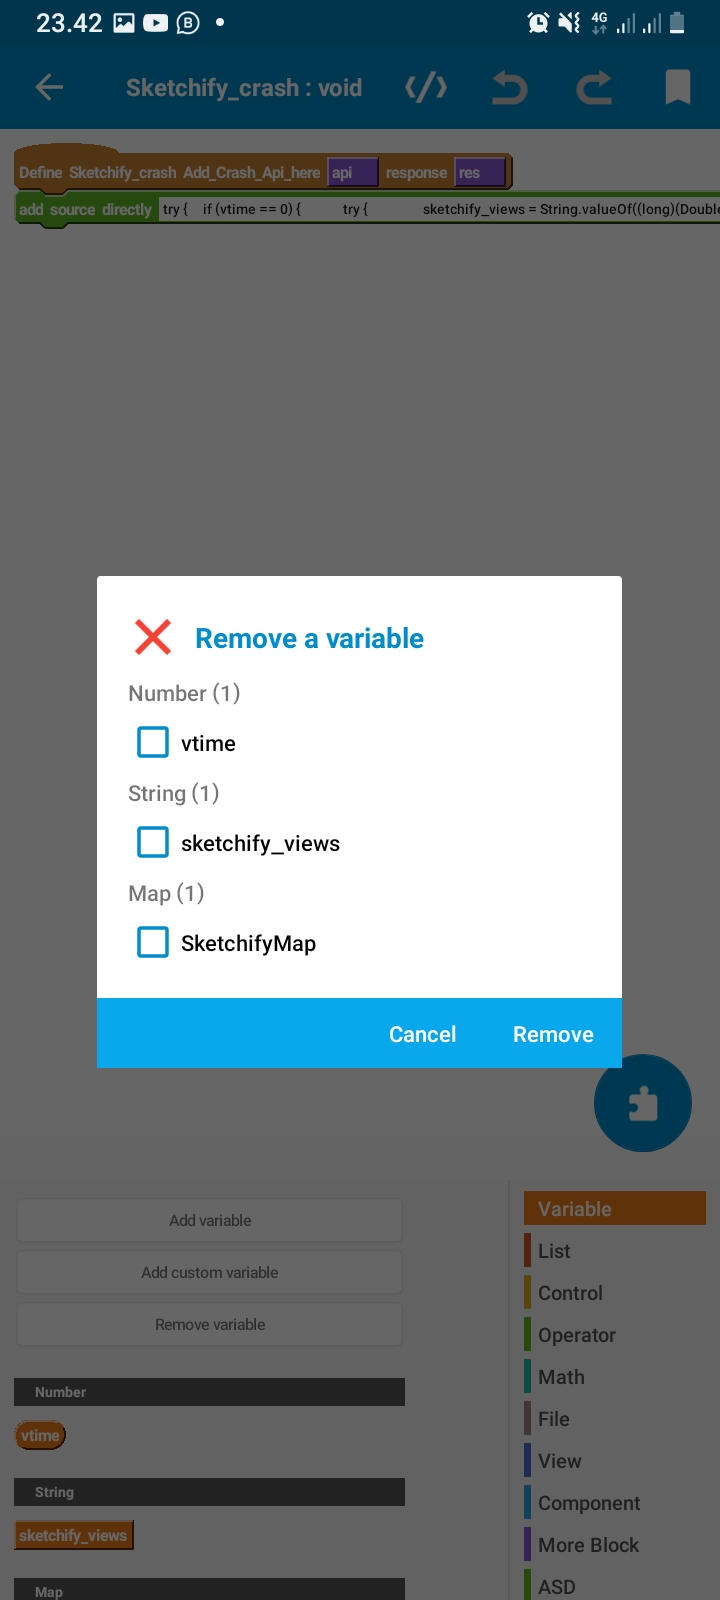 23.42 4G
Sketchify_crash : void
Define Sketchify_crash Add_Crash_Api_here api response res
add source directly try { if (vtime == 0) { try { sketchify_views = String.valueOf((long)(Double
Remove a variable
Number (1)
vtime
String (1)
sketchify_views
Map (1)
SketchifyMap
Cancel Remove
Add variable
Add custom variable
Remove variable
Number
vtime
String
sketchify_views
Map
Variable
List
Control
Operator
Math
File
View
Component
More Block
ASD